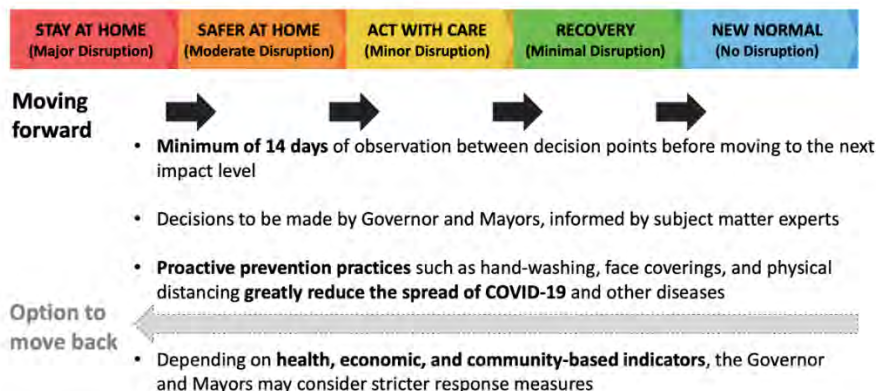 STAY AT HOME
(Major Disruption)
SAFER AT HOME
(Moderate Disruption)
ACT WITH CARE
(Minor Disruption)
RECOVERY
(Minimal Disruption)
NEW NORMAL
(No Disruption)
Moving
forward
• Minimum of 14 days of observation between decision points before moving to the next
impact level
• Decisions to be made by Governor and Mayors, informed by subject matter experts
• Proactive prevention practices such as hand-washing, face coverings, and physical
distancing greatly reduce the spread of COVID-19 and other diseases
Option to
move back
• Depending on health, economic, and community-based indicators, the Governor
and Mayors may consider stricter response measures